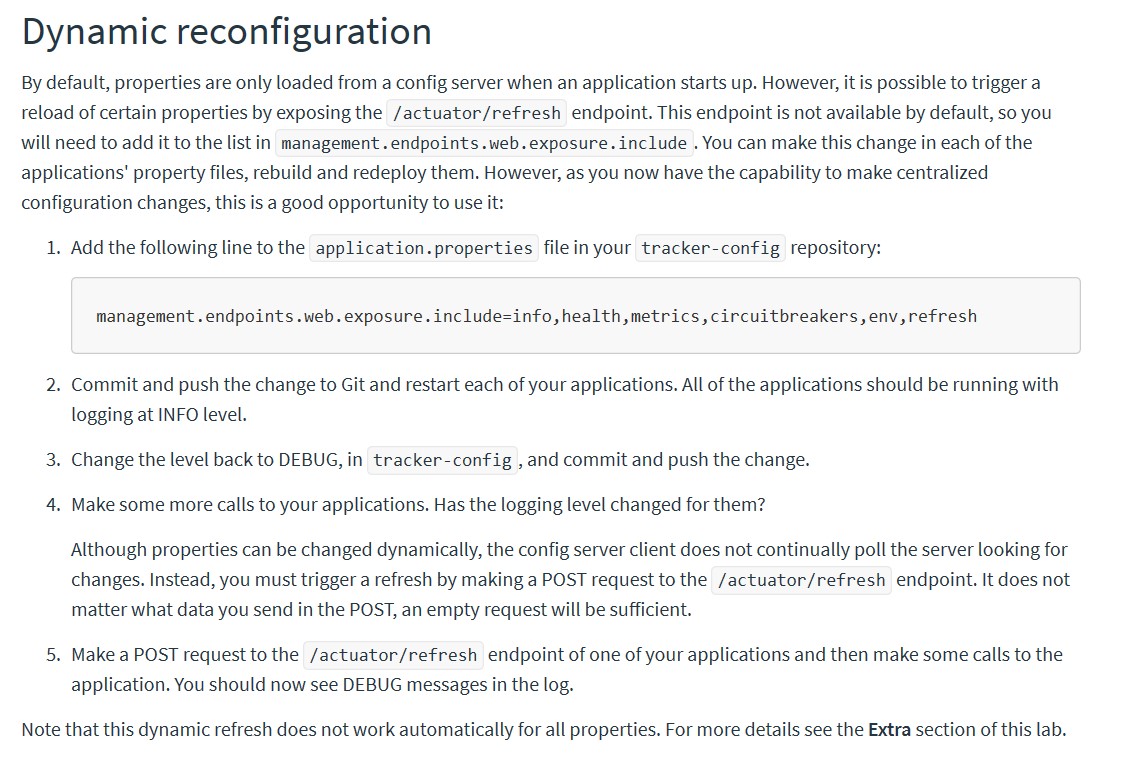 Dynamic reconfiguration
By default, properties are only loaded from a config server when an application starts up. However, it is possible to trigger a
reload of certain properties by exposing the /actuator/refresh endpoint. This endpoint is not available by default, so you
will need to add it to the list in management.endpoints.web.exposure.include. You can make this change in each of the
applications' property files, rebuild and redeploy them. However, as you now have the capability to make centralized
configuration changes, this is a good opportunity to use it:
1. Add the following line to the application.properties file in your tracker-config repository:
management.endpoints.web.exposure.include=info,health,metrics,circuitbreakers,env,refresh
2. Commit and push the change to Git and restart each of your applications. All of the applications should be running with
logging at INFO level.
3. Change the level back to DEBUG, in tracker-config, and commit and push the change.
4. Make some more calls to your applications. Has the logging level changed for them?
Although properties can be changed dynamically, the config server client does not continually poll the server looking for
changes. Instead, you must trigger a refresh by making a POST request to the /actuator/refresh endpoint. It does not
matter what data you send in the POST, an empty request will be sufficient.
5. Make a POST request to the /actuator/refresh endpoint of one of your applications and then make some calls to the
application. You should now see DEBUG messages in the log.
Note that this dynamic refresh does not work automatically for all properties. For more details see the Extra section of this lab.